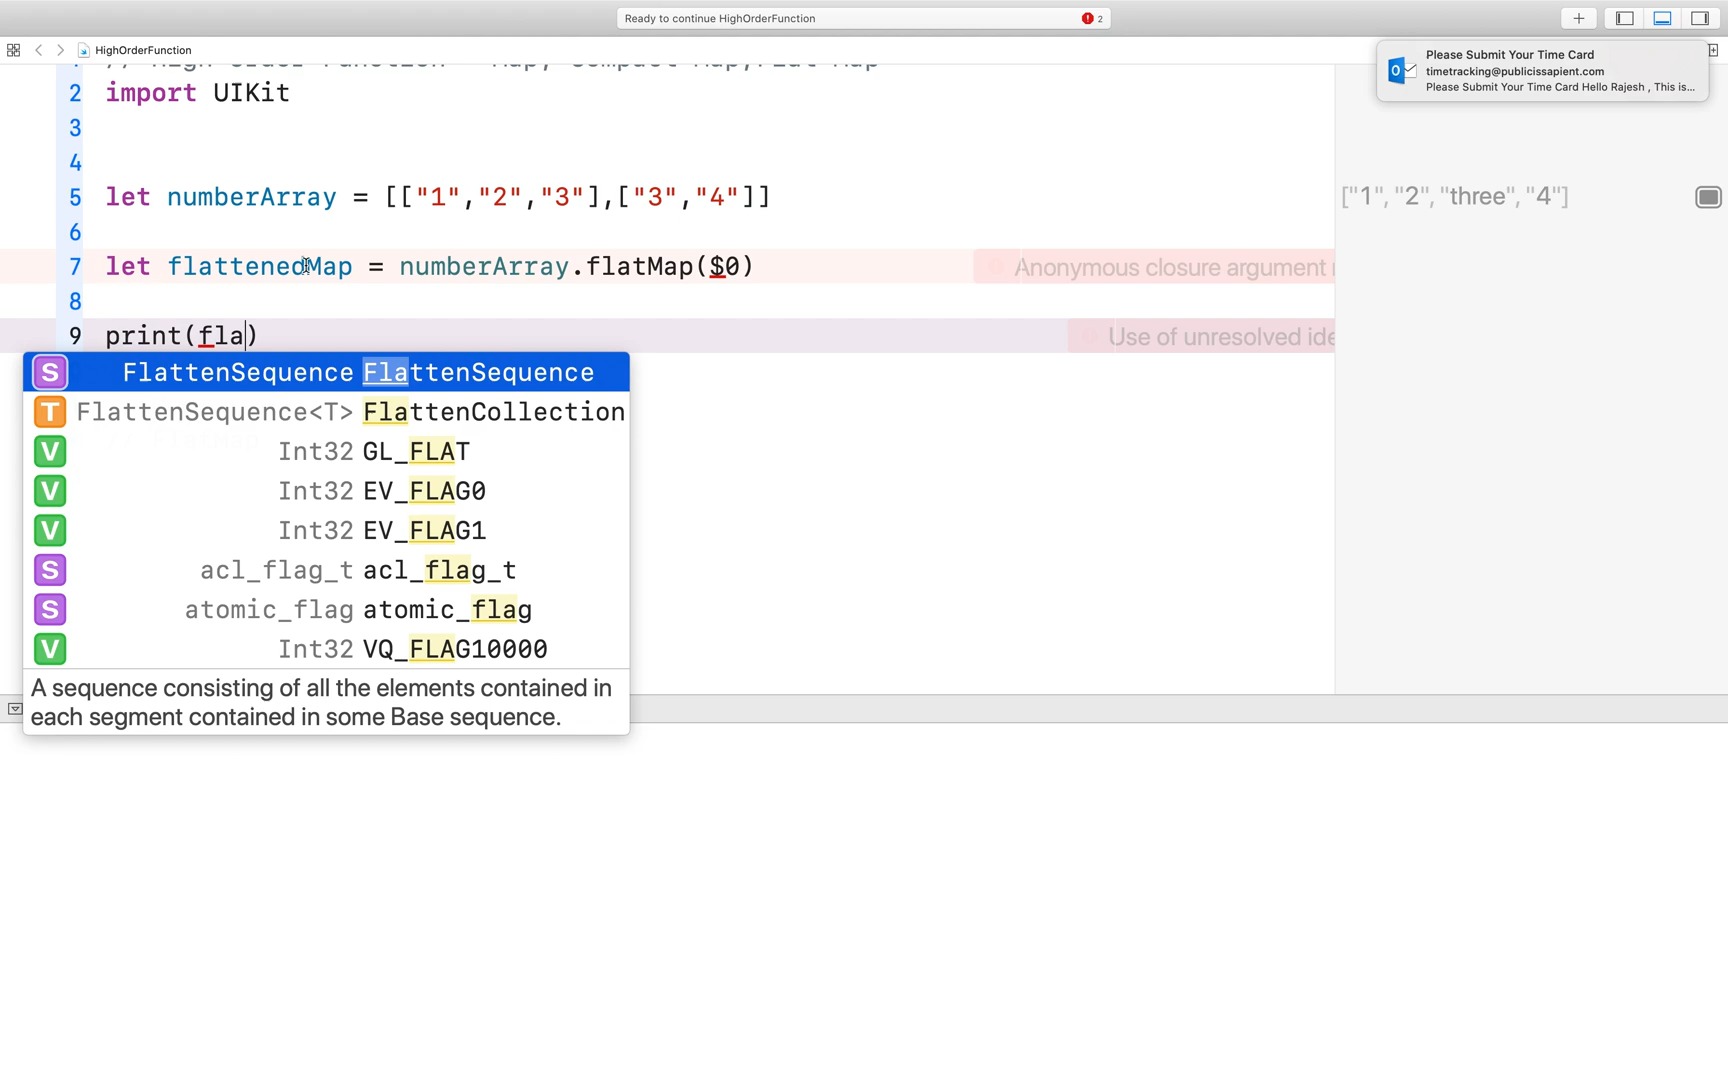 Ready to continue HighOrderFunction
2
HighOrderFunction
Please Submit Your Time Card
timetracking@publicissapient.com
Please Submit Your Time Card Hello Rajesh , This is...
2 import UIKit
3
4
5 let numberArray = [["1","2","3"],["3","4"]]
["1","2","three","4"]
6
7 let flattenedMap = numberArray.flatMap($0)
Anonymous closure argument
8
9 print(fla)
Use of unresolved ide
S FlattenSequence FlattenSequence
T FlattenSequence<T> FlattenCollection
V Int32 GL_FLAT
V Int32 EV_FLAG0
V Int32 EV_FLAG1
S acl_flag_t acl_flag_t
S atomic_flag atomic_flag
V Int32 VQ_FLAG10000
A sequence consisting of all the elements contained in
each segment contained in some Base sequence.